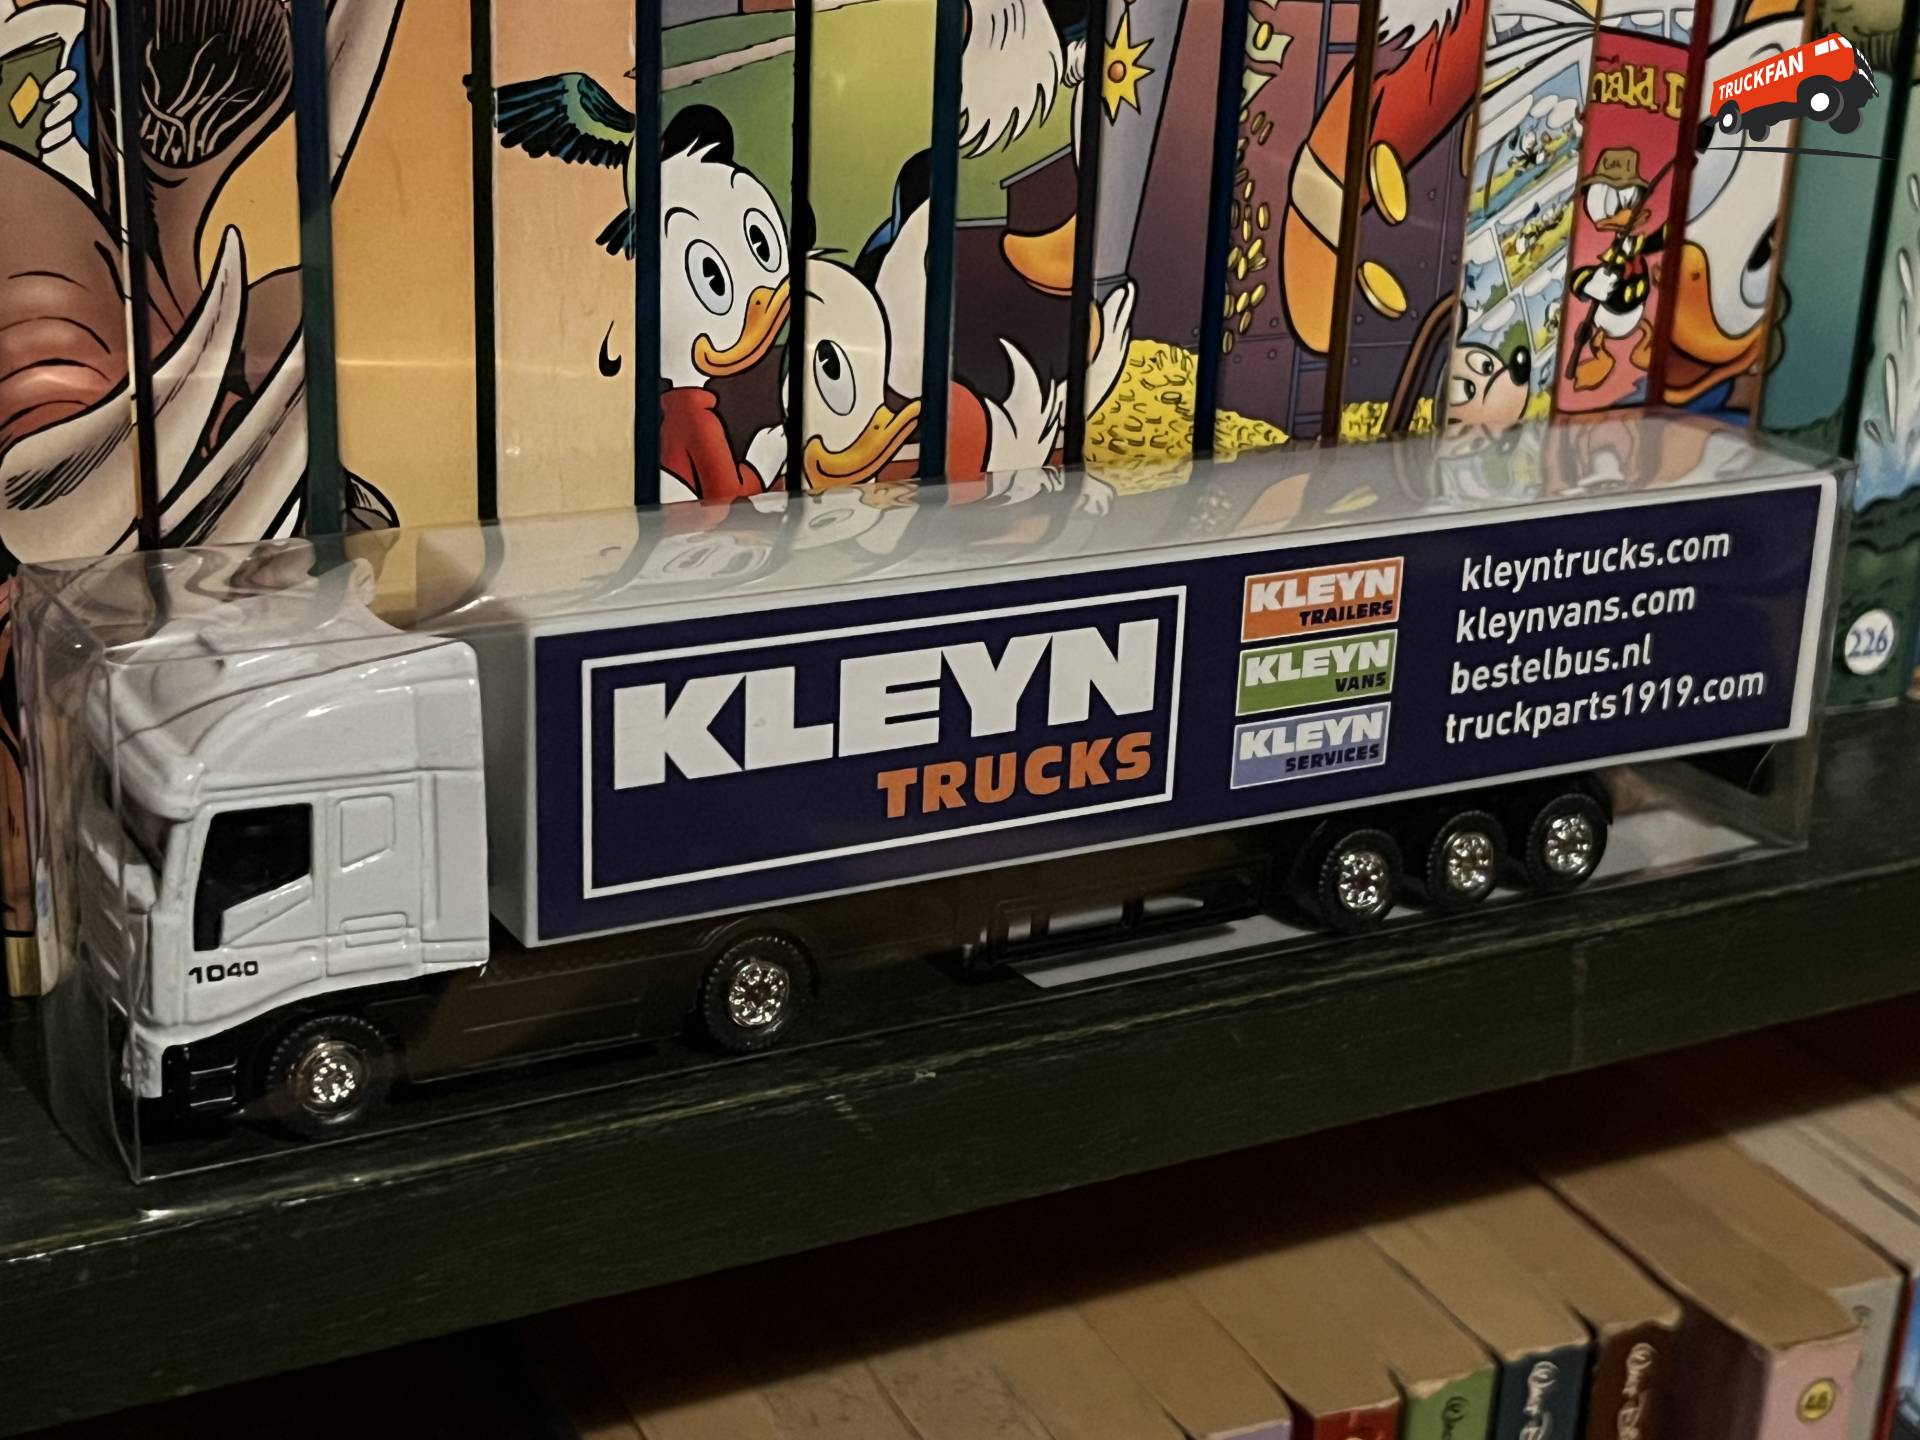 TRUCKFAN
nald D
KLEYN
TRUCKS
KLEYN
TRAILERS
KLEYN
VANS
KLEYN
SERVICES
kleyntrucks.com
kleynvans.com
bestelbus.nl
truckparts1919.com
226
1040